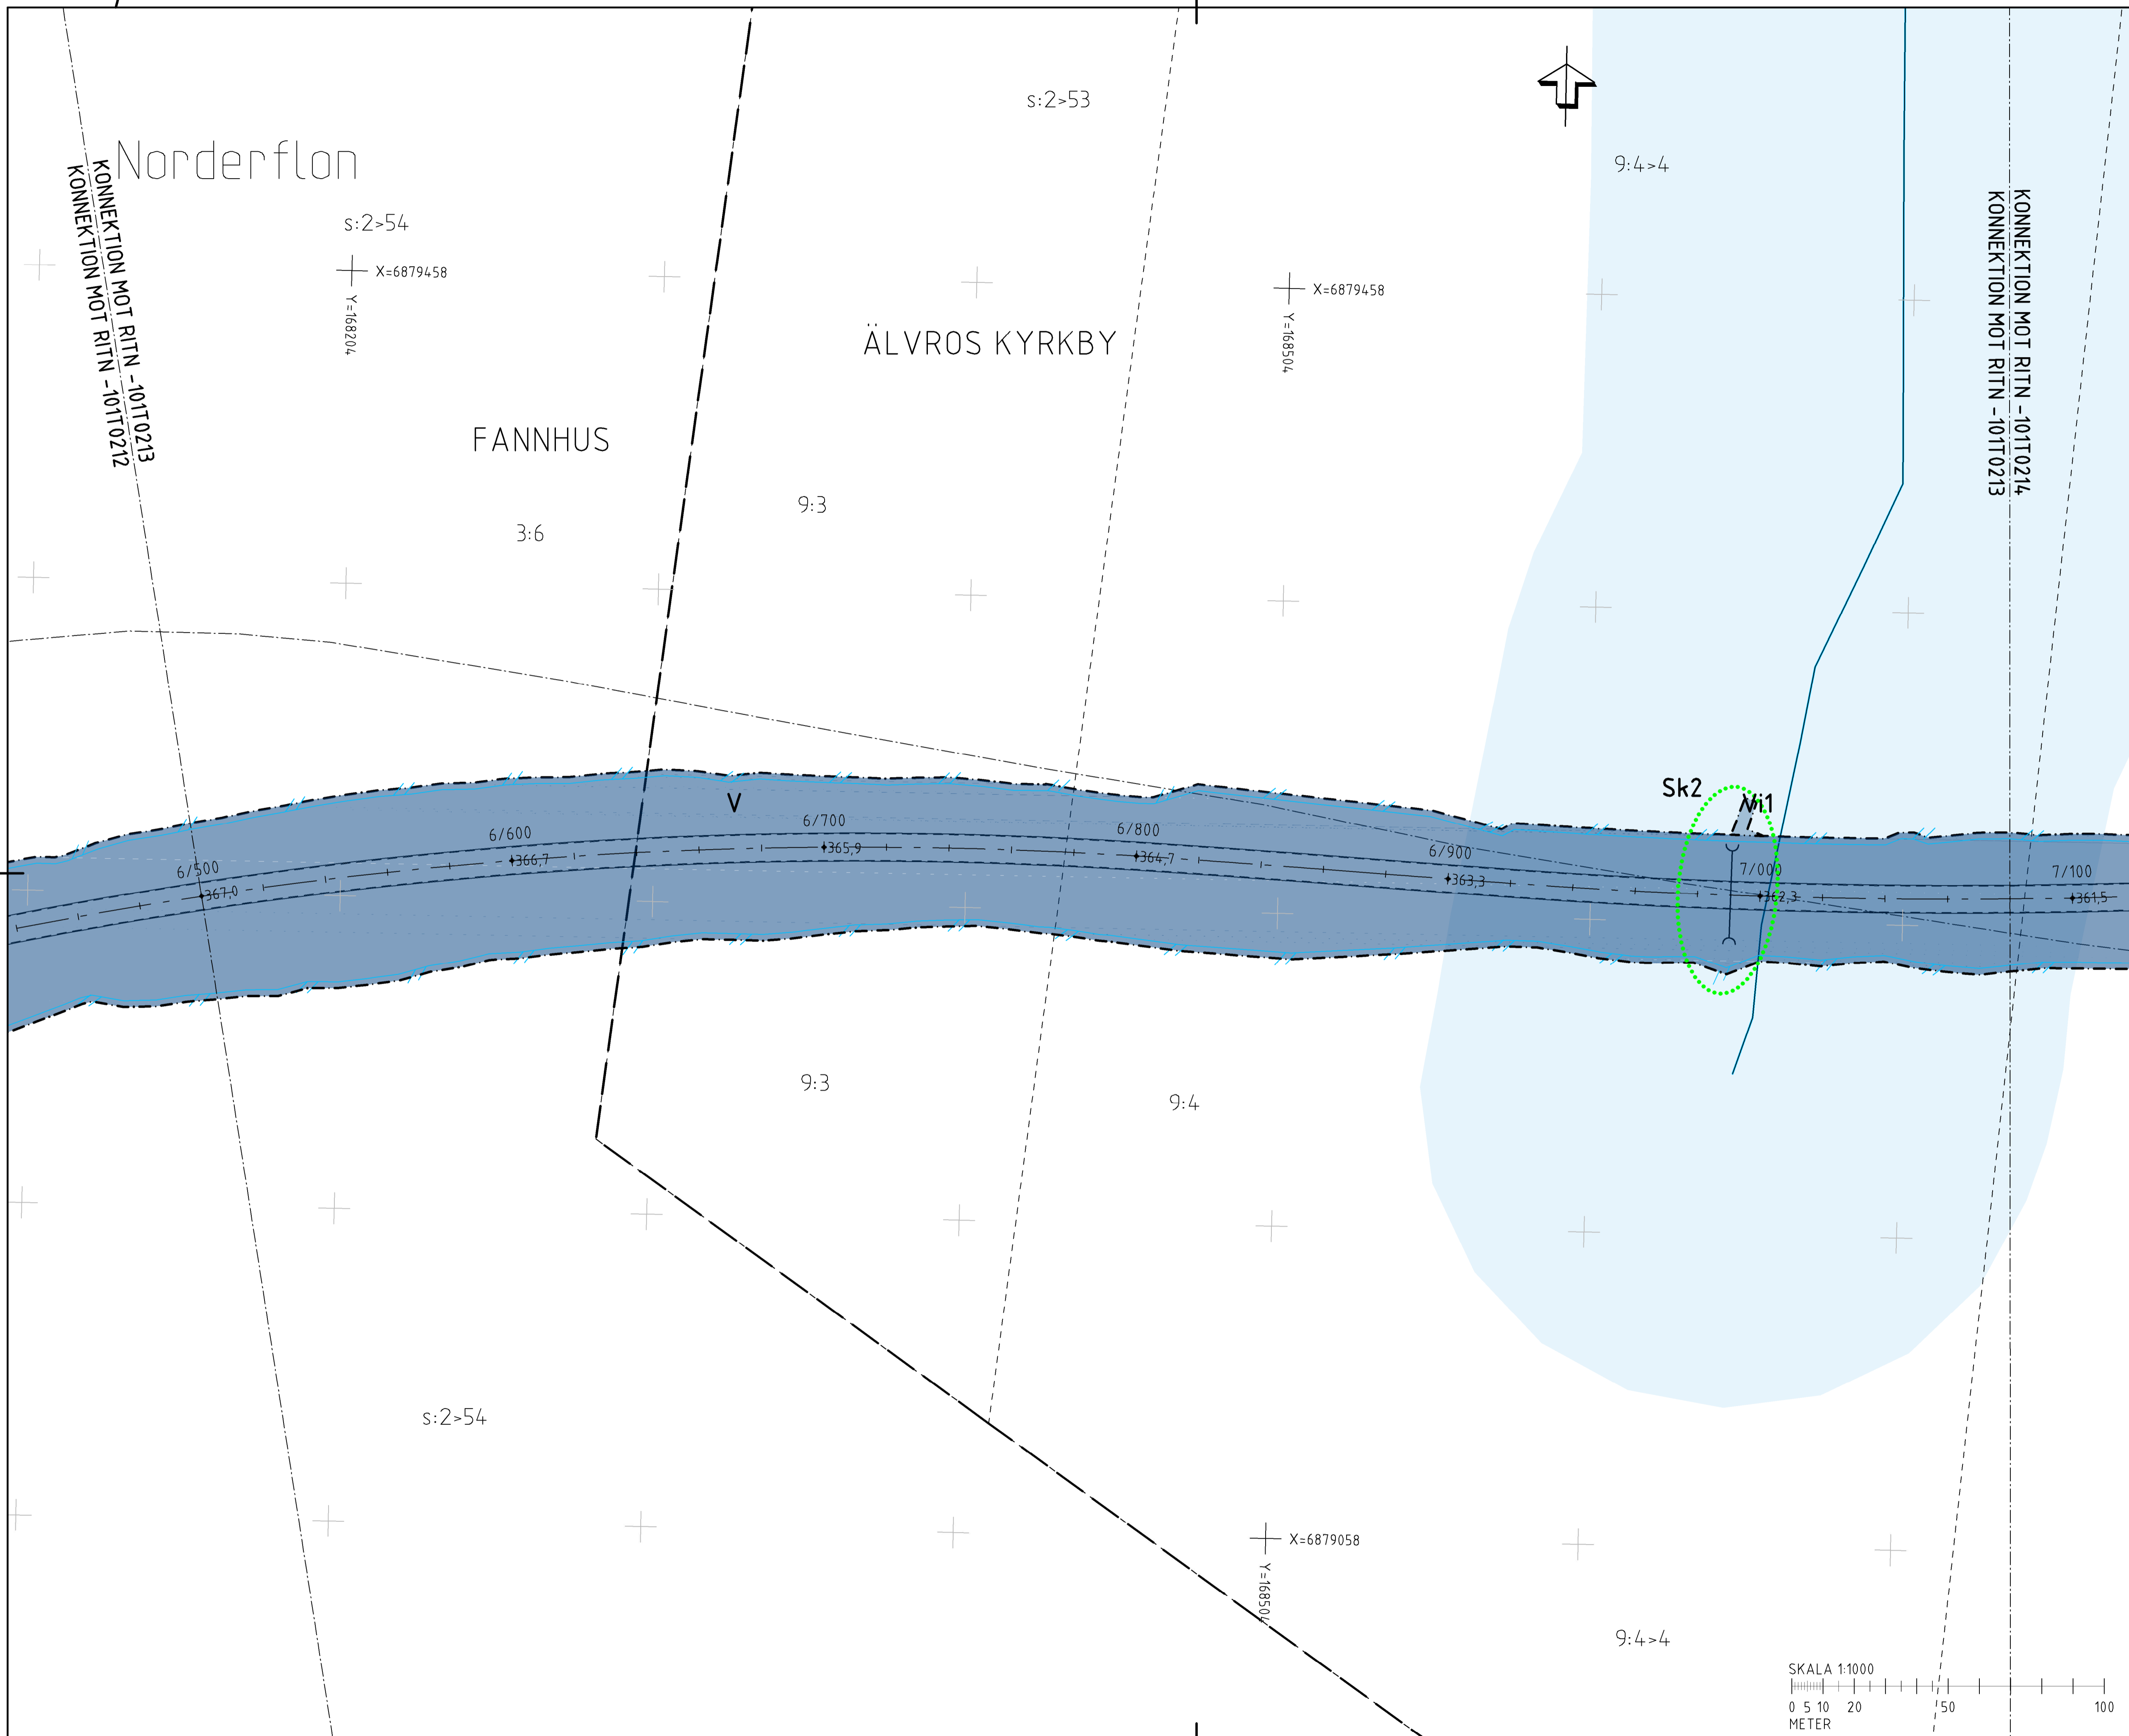 s:2>53
Norderflon
9:4>4
KONNEKTION MOT RITN -101T0213
KONNEKTION MOT RITN -101T0212
KONNEKTION MOT RITN -101T0214
KONNEKTION MOT RITN -101T0213
s:2>54
X=6879458
Y=168204
X=6879458
Y=168504
ÄLVROS KYRKBY
FANNHUS
9:3
3:6
Sk2
Vi1
V
6/500
6/600
6/700
6/800
6/900
7/000
7/100
367,0
366,7
365,9
364,7
363,3
362,3
361,5
9:3
9:4
s:2>54
X=6879058
Y=168504
9:4>4
SKALA 1:1000
0 5 10 20 50 100
METER